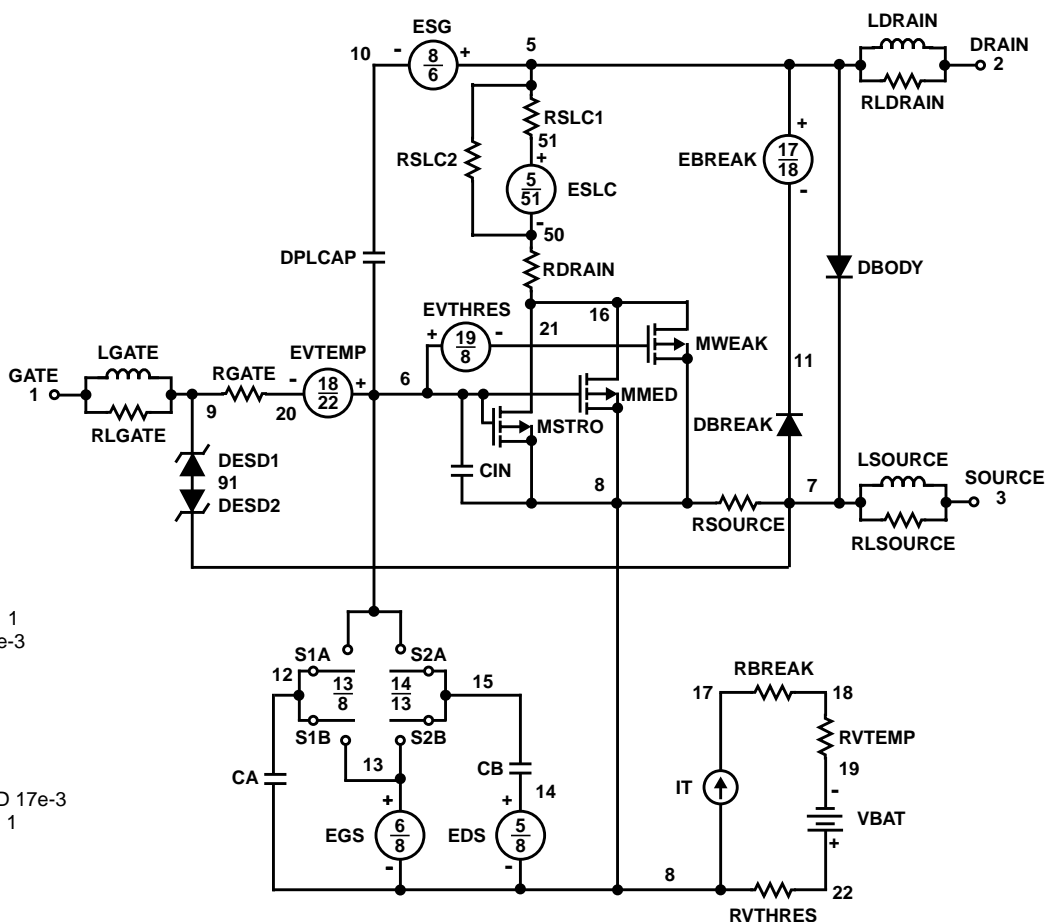 LDRAIN
ESG
DRAIN
10
-
8
6
+
5
2
RLDRAIN
RSLC1
+
51
RSLC2
+
EBREAK
17
18
5
51
ESLC
-
-
50
DPLCAP
RDRAIN
DBODY
EVTHRES
16
+
19
8
-
21
MWEAK
LGATE
EVTEMP
11
GATE
1
RGATE
-
18
22
+
6
MMED
9
20
MSTRO
DBREAK
RLGATE
DESD1
91
DESD2
CIN
LSOURCE
8
7
SOURCE
3
RSOURCE
RLSOURCE
1
e-3
S1A
S2A
12
13
8
14
13
15
RBREAK
17
18
S1B
S2B
RVTEMP
13
CB
19
CA
-
D 17e-3
1
+
+
14
IT
VBAT
EGS
6
8
EDS
5
8
+
-
-
8
22
RVTHRES